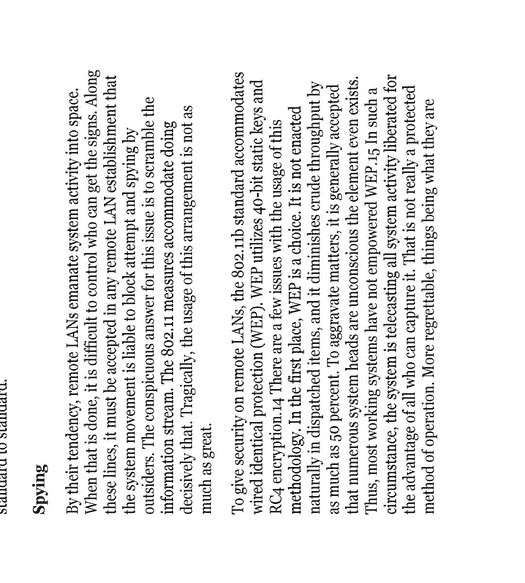 standard to standard.
Spying
By their tendency, remote LANs emanate system activity into space.
When that is done, it is difficult to control who can get the signs. Along
these lines, it must be accepted in any remote LAN establishment that
the system movement is liable to block attempt and spying by
outsiders. The conspicuous answer for this issue is to scramble the
information stream. The 802.11 measures accommodate doing
decisively that. Tragically, the usage of this arrangement is not as
much as great.
To give security on remote LANs, the 802.11b standard accommodates
wired identical protection (WEP). WEP utilizes 40-bit static keys and
RC4 encryption.14 There are a few issues with the usage of this
methodology. In the first place, WEP is a choice. It is not enacted
naturally in dispatched items, and it diminishes crude throughput by
as much as 50 percent. To aggravate matters, it is generally accepted
that numerous system heads are unconscious the element even exists.
Thus, most working systems have not empowered WEP.15 In such a
circumstance, the system is telecasting all system activity liberated for
the advantage of all who can capture it. That is not really a protected
method of operation. More regrettable, things being what they are